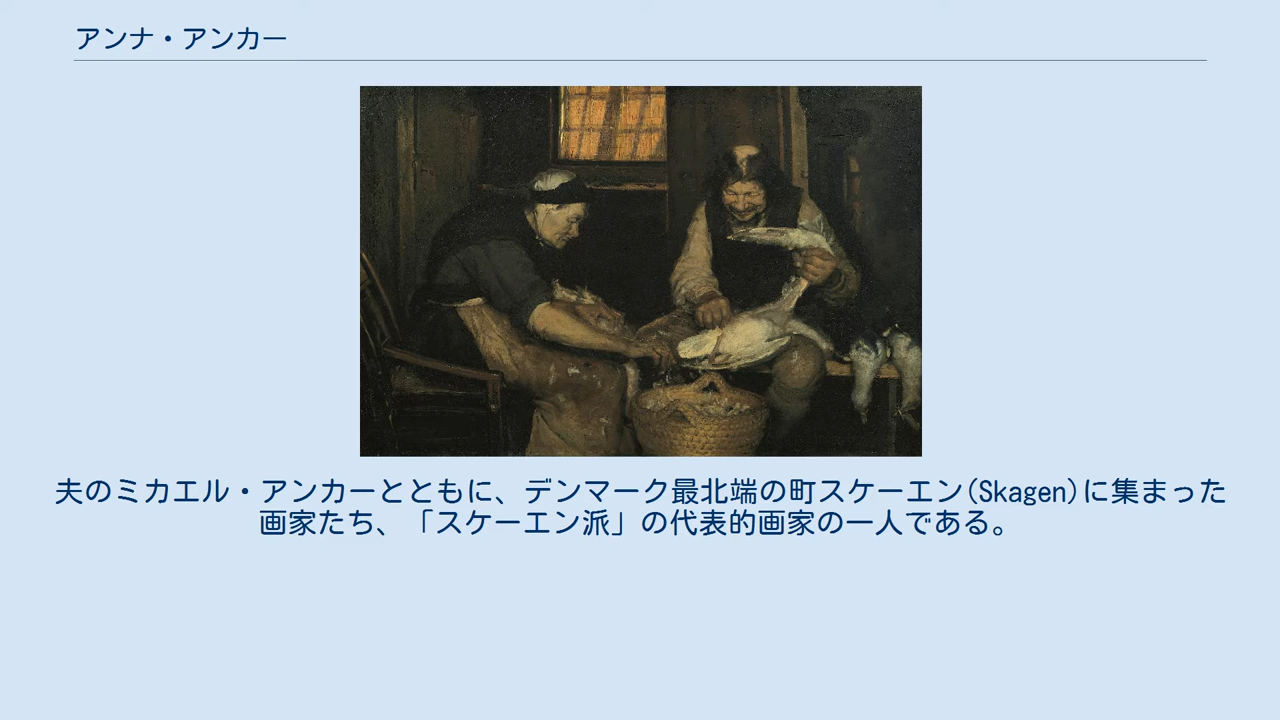 アンナ・アンカー
夫のミカエル・アンカーとともに、デンマーク最北端の町スケーエン(Skagen)に集まった
画家たち、「スケーエン派」の代表的画家の一人である。